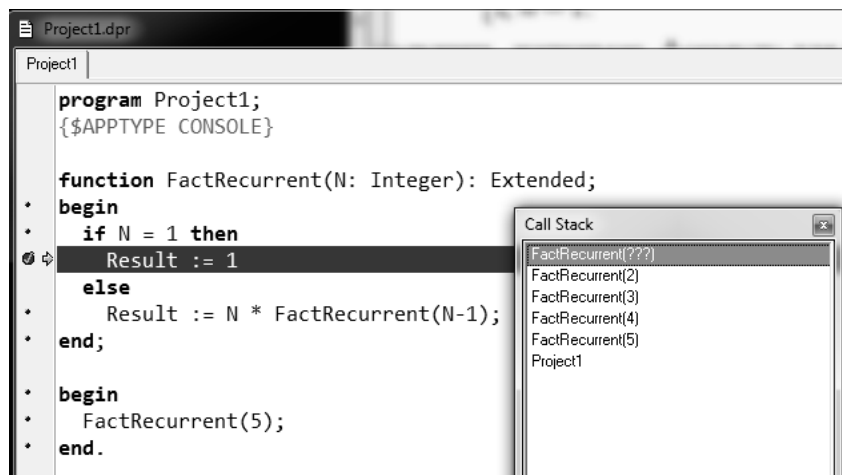 Project1.dpr
Project1
program Project1;
{$APPTYPE CONSOLE}
function FactRecurrent(N: Integer): Extended;
begin
if N = 1 then
Result := 1
else
Result := N * FactRecurrent(N-1);
end;
begin
FactRecurrent(5);
end.
Call Stack
FactRecurrent(???)
FactRecurrent(2)
FactRecurrent(3)
FactRecurrent(4)
FactRecurrent(5)
Project1